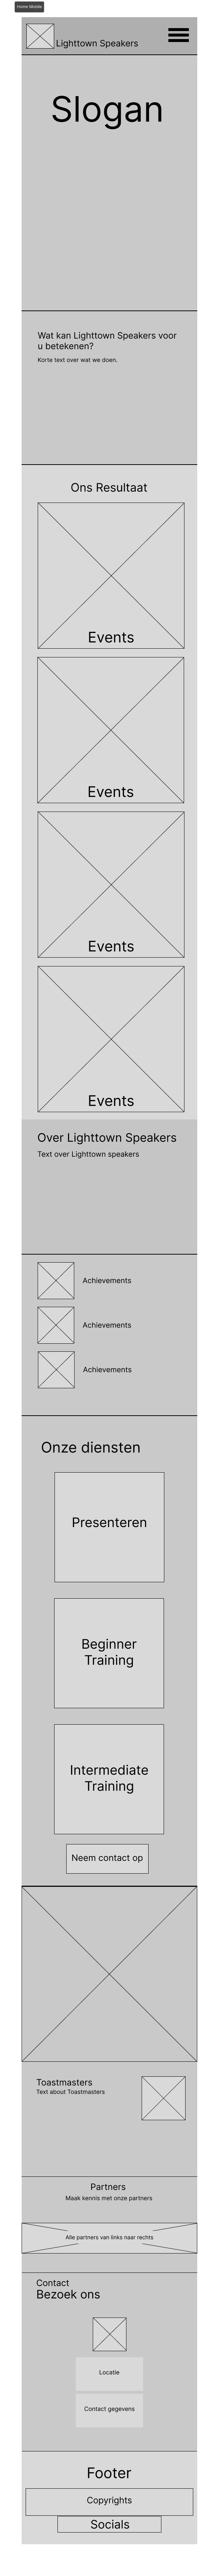 Home Mobile
Lighttown Speakers
Slogan
Wat kan Lighttown Speakers voor
u betekenen?
Korte text over wat we doen.
Ons Resultaat
Events
Events
Events
Events
Over Lighttown Speakers
Text over Lighttown speakers
Achievements
Achievements
Achievements
Onze diensten
Presenteren
Beginner
Training
Intermediate
Training
Neem contact op
Toastmasters
Text about Toastmasters
Partners
Maak kennis met onze partners
Alle partners van links naar rechts
Contact
Bezoek ons
Locatie
Contact gegevens
Footer
Copyrights
Socials